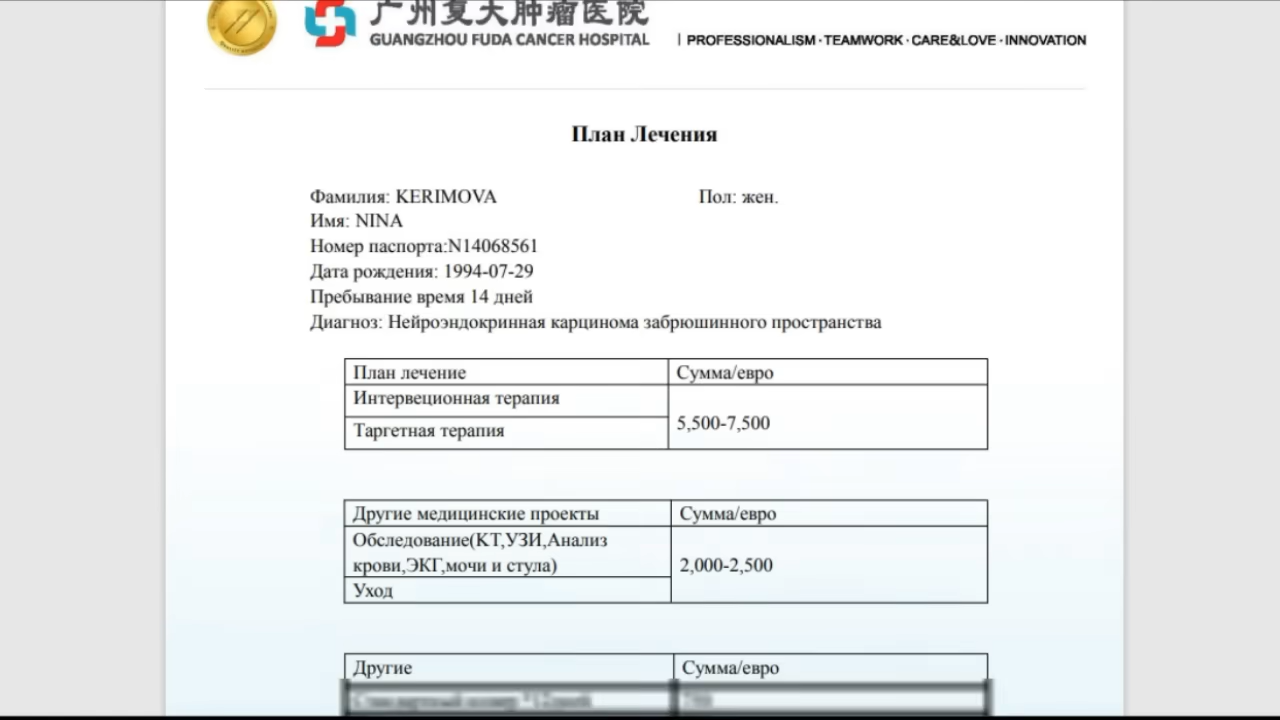 广州复大肿瘤医院
GUANGZHOU FUDA CANCER HOSPITAL | PROFESSIONALISM·TEAMWORK·CARE&LOVE·INNOVATION
План Лечения
Фамилия: KERIMOVA Пол: жен.
Имя: NINA
Номер паспорта:N14068561
Дата рождения: 1994-07-29
Пребывание время 14 дней
Диагноз: Нейроэндокринная карцинома забрюшинного пространства
План лечение Сумма/евро
Интервеционная терапия
5,500-7,500
Таргетная терапия
Другие медицинские проекты Сумма/евро
Обследование(КТ,УЗИ,Анализ
крови,ЭКГ,мочи и стула) 2,000-2,500
Уход
Другие Сумма/евро